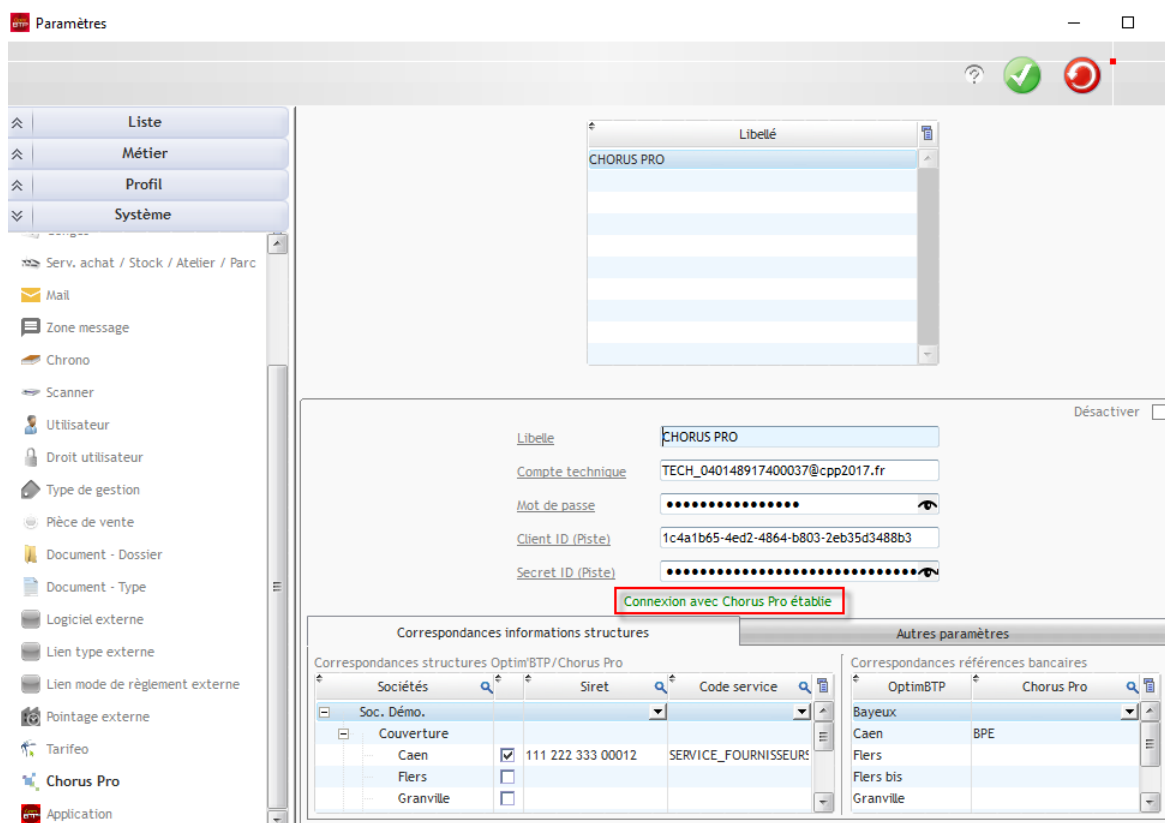 Paramètres
Liste
Métier
Profil
Système
Serv. achat / Stock / Atelier / Parc
Mail
Zone message
Chrono
Scanner
Utilisateur
Droit utilisateur
Type de gestion
Pièce de vente
Document - Dossier
Document - Type
Logiciel externe
Lien type externe
Lien mode de règlement externe
Pointage externe
Tarifeo
Chorus Pro
Application
Libellé
CHORUS PRO
Désactiver
Libelle CHORUS PRO
Compte technique TECH_040148917400037@cpp2017.fr
Mot de passe ••••••••••••••••
Client ID (Piste) 1c4a1b65-4ed2-4864-b803-2eb35d3488b3
Secret ID (Piste)
Connexion avec Chorus Pro établie
Correspondances informations structures Autres paramètres
Correspondances structures Optim'BTP/Chorus Pro
Sociétés Siret Code service
Soc. Démo.
Couverture
Caen 111 222 333 00012 SERVICE_FOURNISSEURS
Flers
Granville
Correspondances références bancaires
OptimBTP Chorus Pro
Bayeux
Caen BPE
Flers
Flers bis
Granville